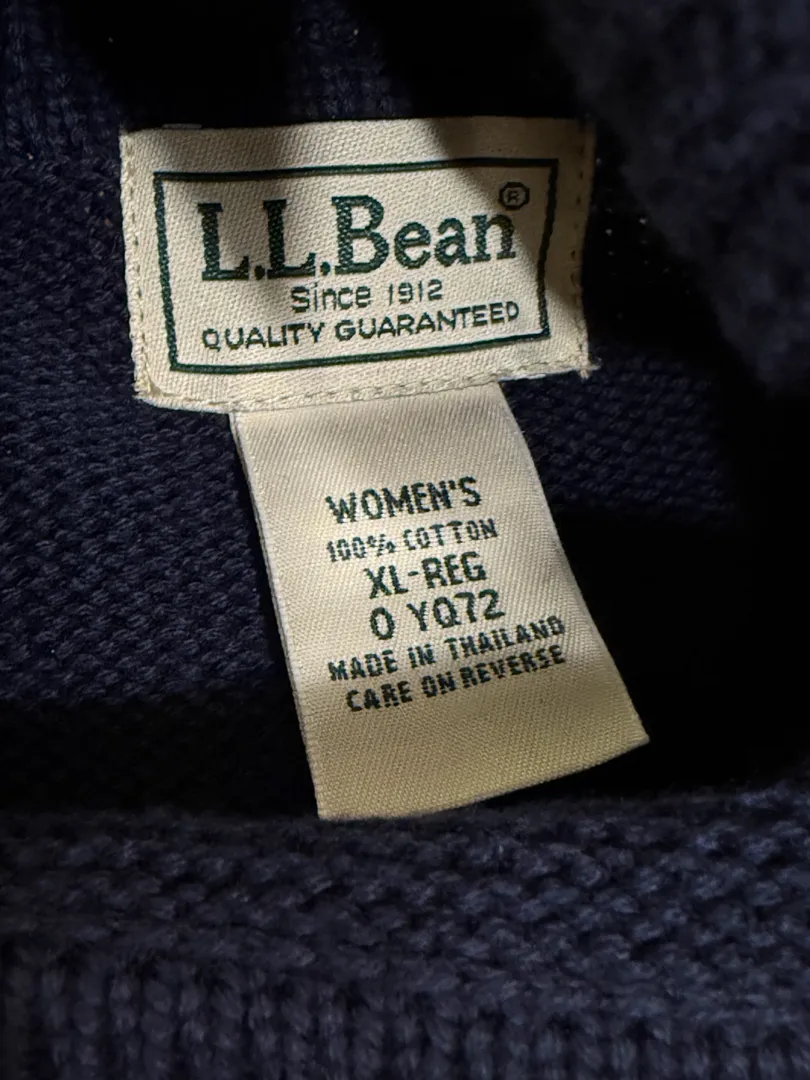 L.L.Bean®
Since 1912
QUALITY GUARANTEED
WOMEN'S
100% COTTON
XL-REG
0 YQ72
MADE IN THAILAND
CARE ON REVERSE